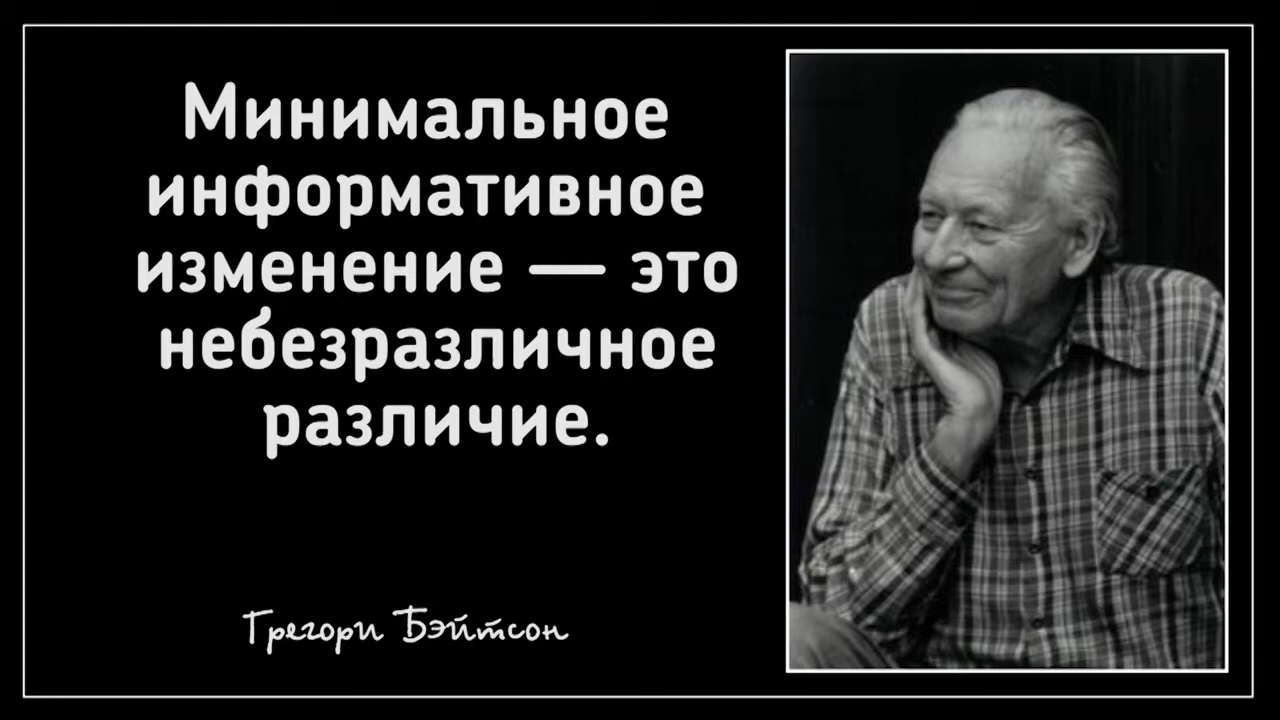 Минимальное
информативное
изменение — это
небезразличное
различие.
Грегори Бэйтсон